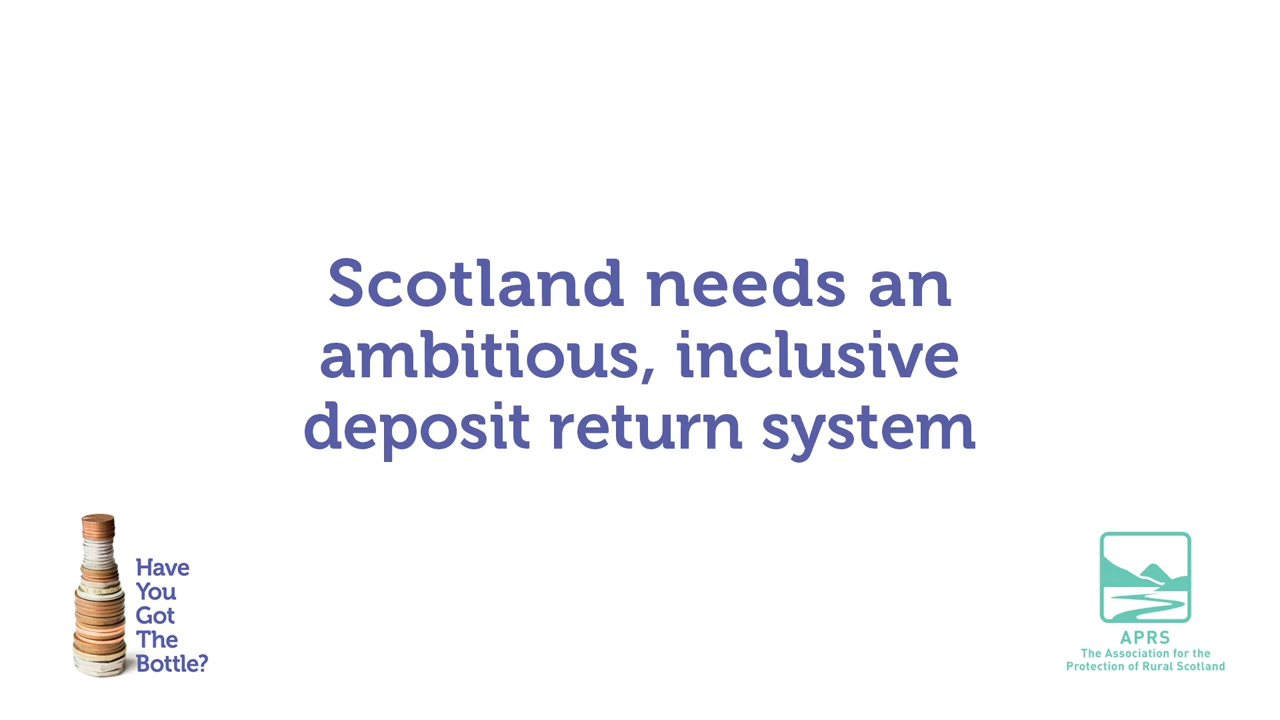 Scotland needs an
ambitious, inclusive
deposit return system
Have
You
Got
The
Bottle?
APRS
The Association for the
Protection of Rural Scotland